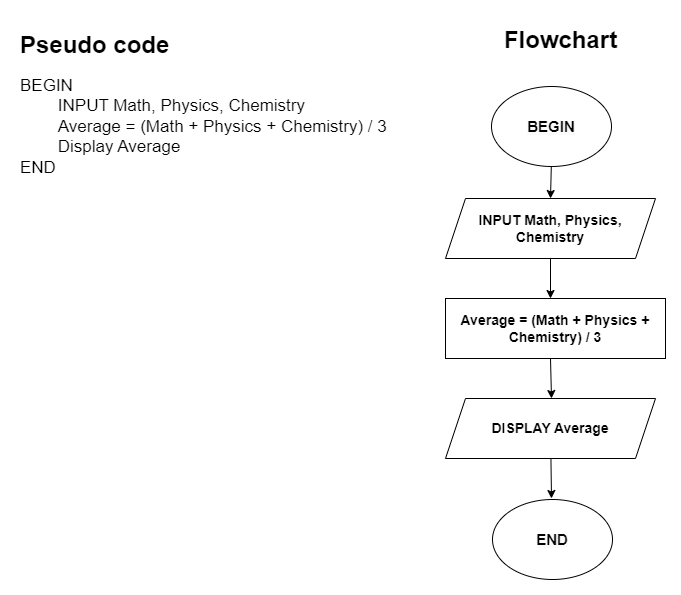 Pseudo code
BEGIN
INPUT Math, Physics, Chemistry
Average = (Math + Physics + Chemistry) / 3
Display Average
END
Flowchart
BEGIN
INPUT Math, Physics,
Chemistry
Average = (Math + Physics +
Chemistry) / 3
DISPLAY Average
END